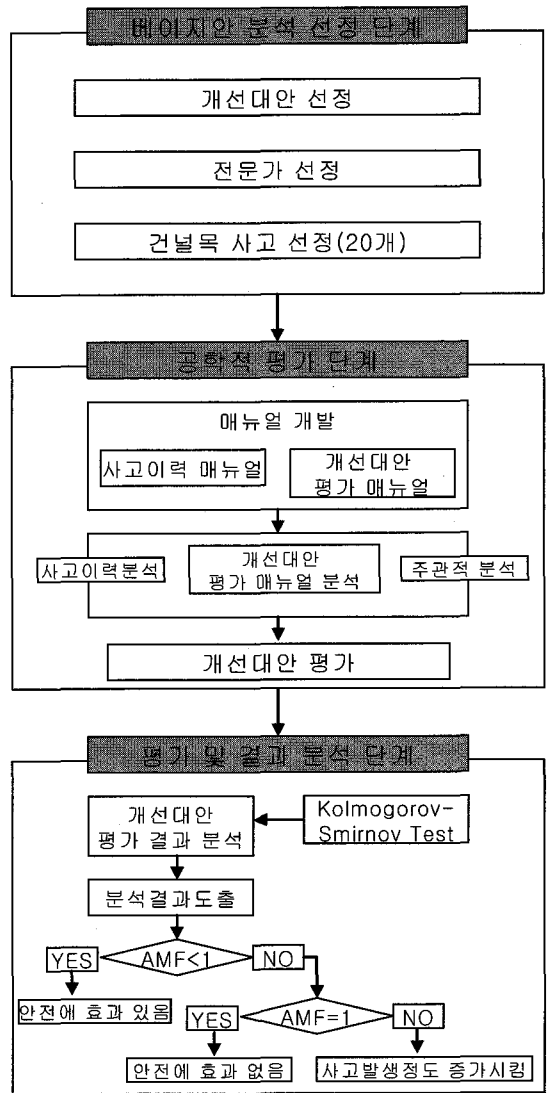 베이지안 분석 선정 단계
개선대안 선정
전문가 선정
건널목 사고 선정(20개)
공학적 평가 단계
매뉴얼 개발
사고이력 매뉴얼
개선대안
평가 매뉴얼
사고이력분석
개선대안
평가 매뉴얼 분석
주관적 분석
개선대안 평가
평가 및 결과 분석 단계
개선대안
평가 결과 분석
Kolmogorov-
Smirnov Test
분석결과도출
YES
AMF<1
NO
안전에 효과 있음
YES
AMF=1
NO
안전에 효과 없음
사고발생정도 증가시킴